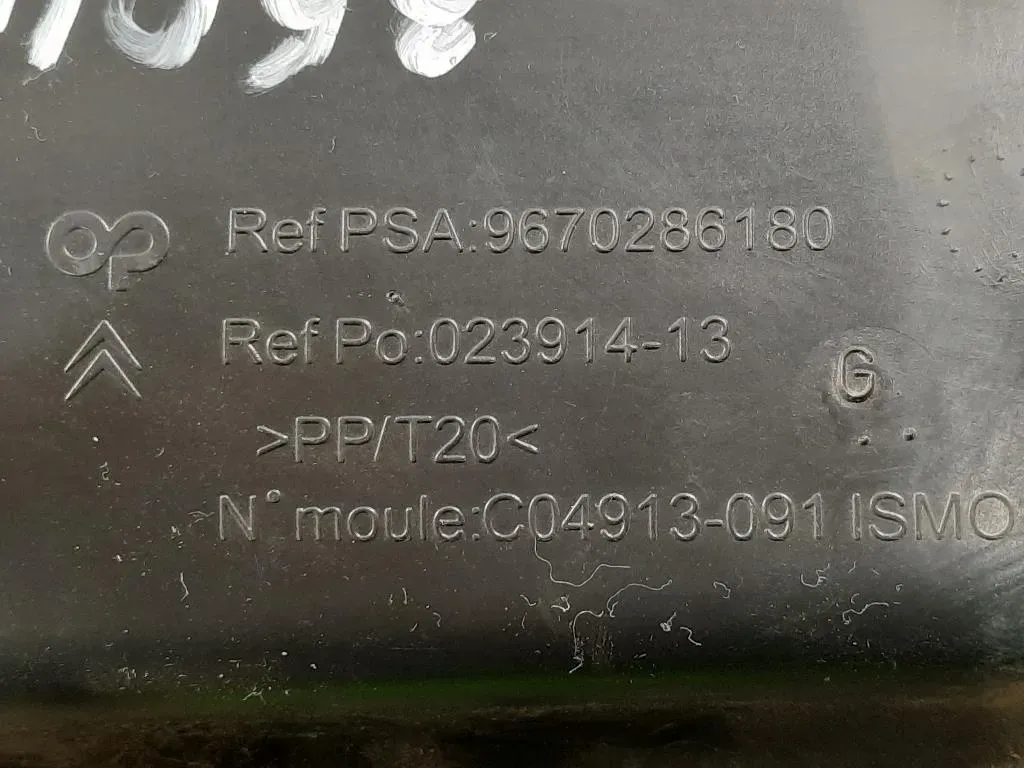 Ref PSA:9670286180
Ref Po:023914-13
G
>PP/T20<
N° moule:C04913-091 ISMO